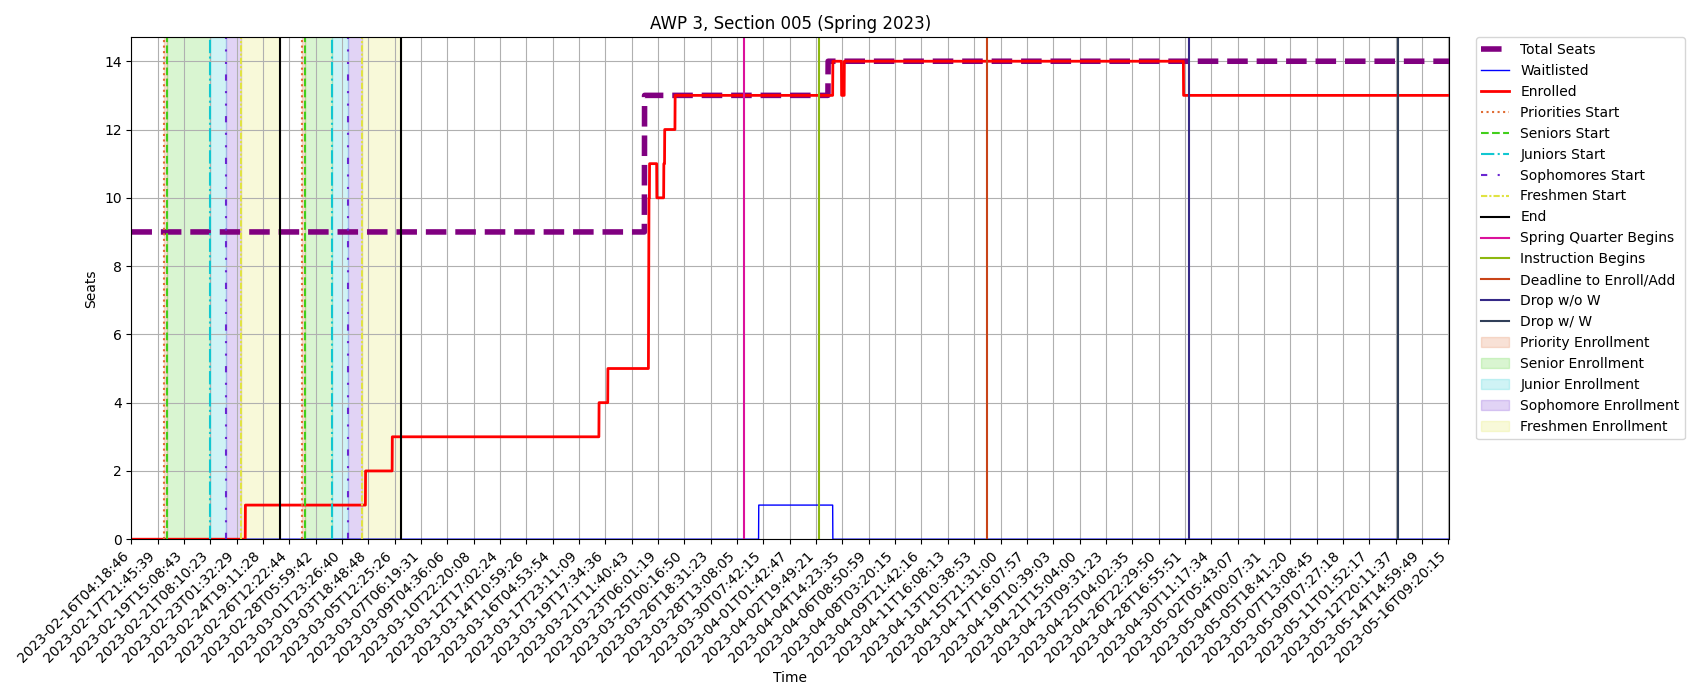 AWP 3, Section 005 (Spring 2023)
Seats
14
12
10
8
6
4
2
0
2023-02-16T04:18:46
2023-02-17T21:45:39
2023-02-19T15:08:43
2023-02-21T08:10:23
2023-02-23T01:32:29
2023-02-24T19:11:28
2023-02-26T12:22:44
2023-02-28T05:59:42
2023-03-01T23:26:40
2023-03-03T18:48:48
2023-03-05T12:25:26
2023-03-07T06:19:31
2023-03-09T04:36:06
2023-03-10T22:20:08
2023-03-12T17:02:24
2023-03-14T10:59:26
2023-03-16T04:53:54
2023-03-17T23:11:09
2023-03-19T17:34:36
2023-03-21T11:40:43
2023-03-23T06:01:19
2023-03-25T00:16:50
2023-03-26T18:31:23
2023-03-28T13:08:05
2023-03-30T07:42:15
2023-04-01T01:42:47
2023-04-02T19:49:21
2023-04-04T14:23:35
2023-04-06T08:50:59
2023-04-08T03:20:15
2023-04-09T21:42:16
2023-04-11T16:08:13
2023-04-13T10:38:53
2023-04-15T21:31:00
2023-04-17T16:07:57
2023-04-19T10:39:03
2023-04-21T15:04:00
2023-04-23T09:31:23
2023-04-25T04:02:35
2023-04-26T22:29:50
2023-04-28T16:55:51
2023-04-30T11:17:34
2023-05-02T05:43:07
2023-05-04T00:07:31
2023-05-05T18:41:20
2023-05-07T13:08:45
2023-05-09T07:27:18
2023-05-11T01:52:17
2023-05-12T20:11:37
2023-05-14T14:59:49
2023-05-16T09:20:15
Time
Total Seats
Waitlisted
Enrolled
Priorities Start
Seniors Start
Juniors Start
Sophomores Start
Freshmen Start
End
Spring Quarter Begins
Instruction Begins
Deadline to Enroll/Add
Drop w/o W
Drop w/ W
Priority Enrollment
Senior Enrollment
Junior Enrollment
Sophomore Enrollment
Freshmen Enrollment